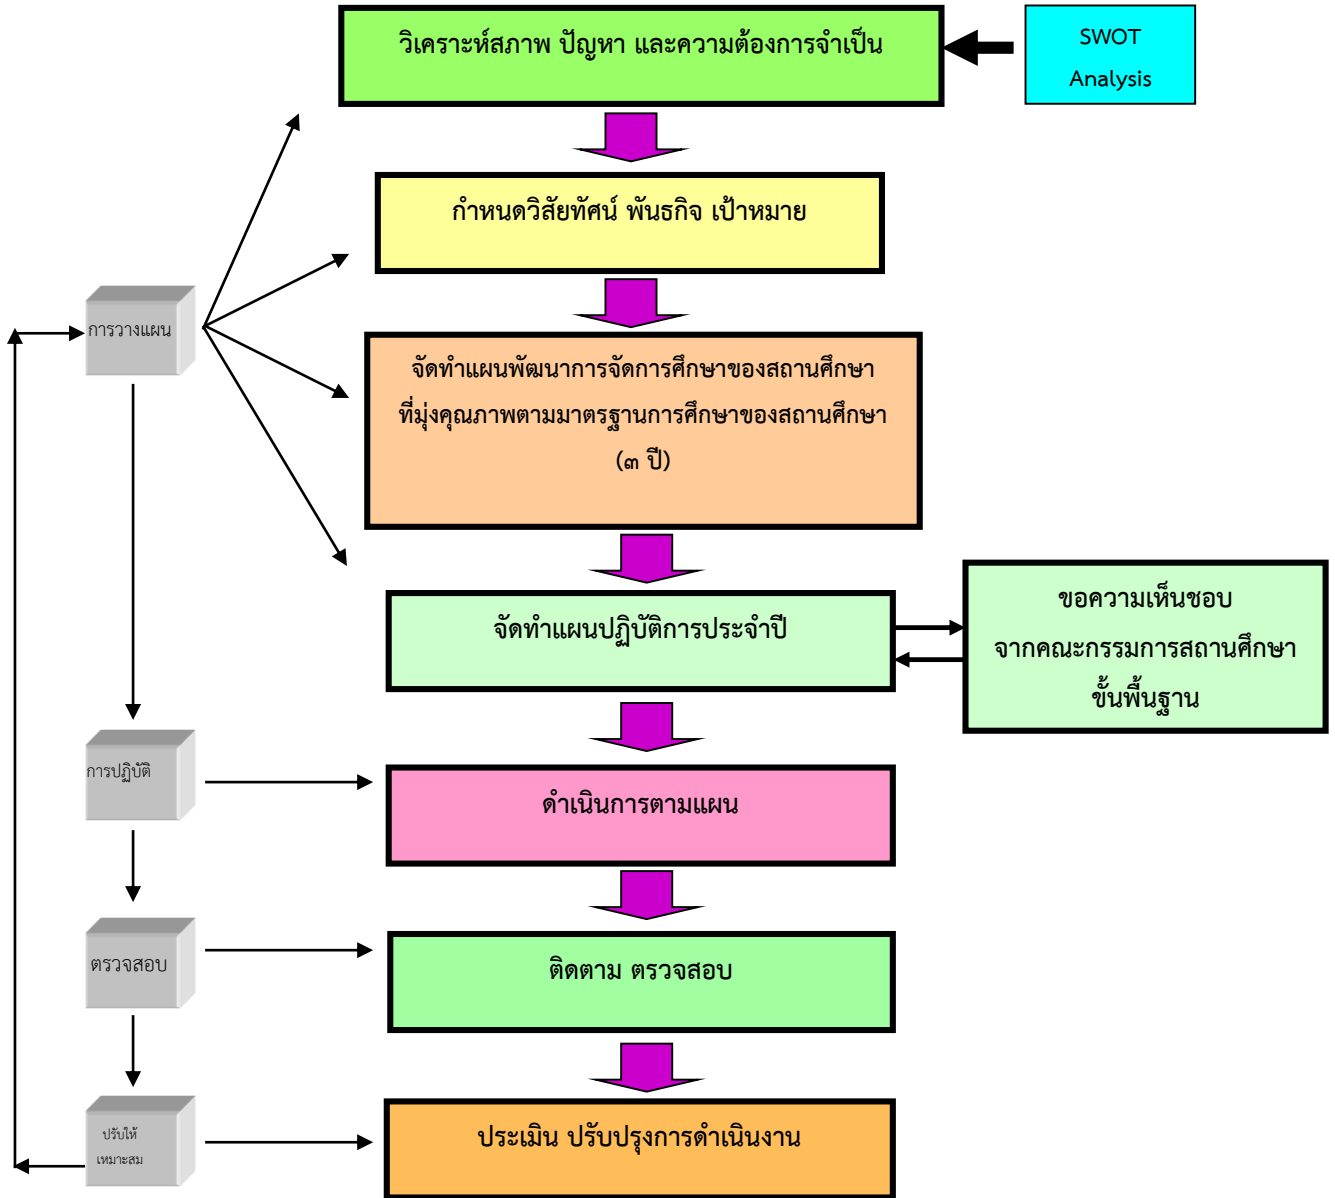 วิเคราะห์สภาพ ปัญหา และความต้องการจำเป็น
SWOT
Analysis
กำหนดวิสัยทัศน์ พันธกิจ เป้าหมาย
การวางแผน
จัดทำแผนพัฒนาการจัดการศึกษาของสถานศึกษา
ที่มุ่งคุณภาพตามมาตรฐานการศึกษาของสถานศึกษา
(๓ ปี)
จัดทำแผนปฏิบัติการประจำปี
ขอความเห็นชอบ
จากคณะกรรมการสถานศึกษา
ขั้นพื้นฐาน
การปฏิบัติ
ดำเนินการตามแผน
ตรวจสอบ
ติดตาม ตรวจสอบ
ปรับให้
เหมาะสม
ประเมิน ปรับปรุงการดำเนินงาน